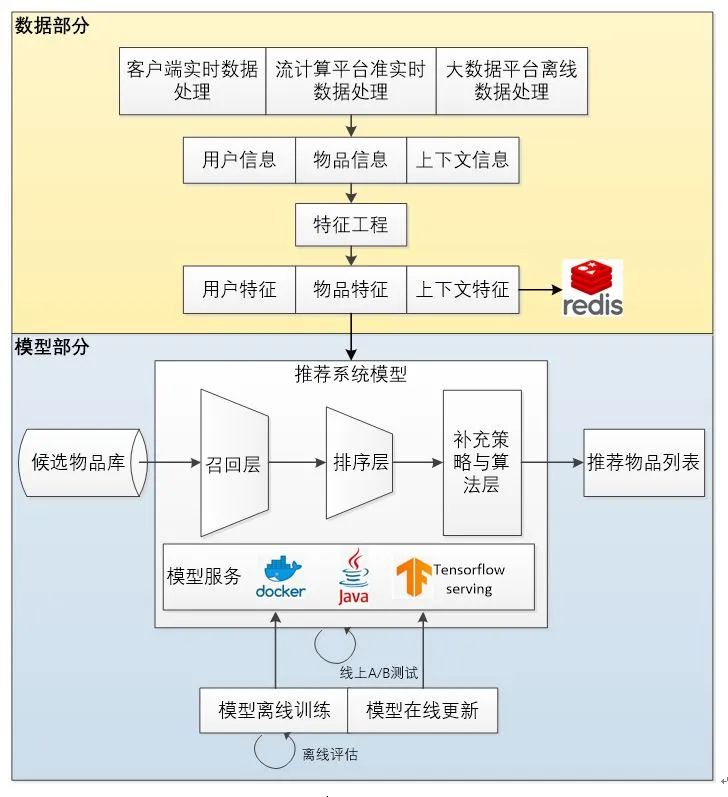 数据部分
客户端实时数据
处理
流计算平台准实时
数据处理
大数据平台离线
数据处理
用户信息
物品信息
上下文信息
特征工程
用户特征
物品特征
上下文特征
redis
模型部分
推荐系统模型
候选物品库
召回层
排序层
补充策
略与算
法层
推荐物品列表
模型服务
docker
Java
Tensorflow
serving
线上A/B测试
模型离线训练
模型在线更新
离线评估